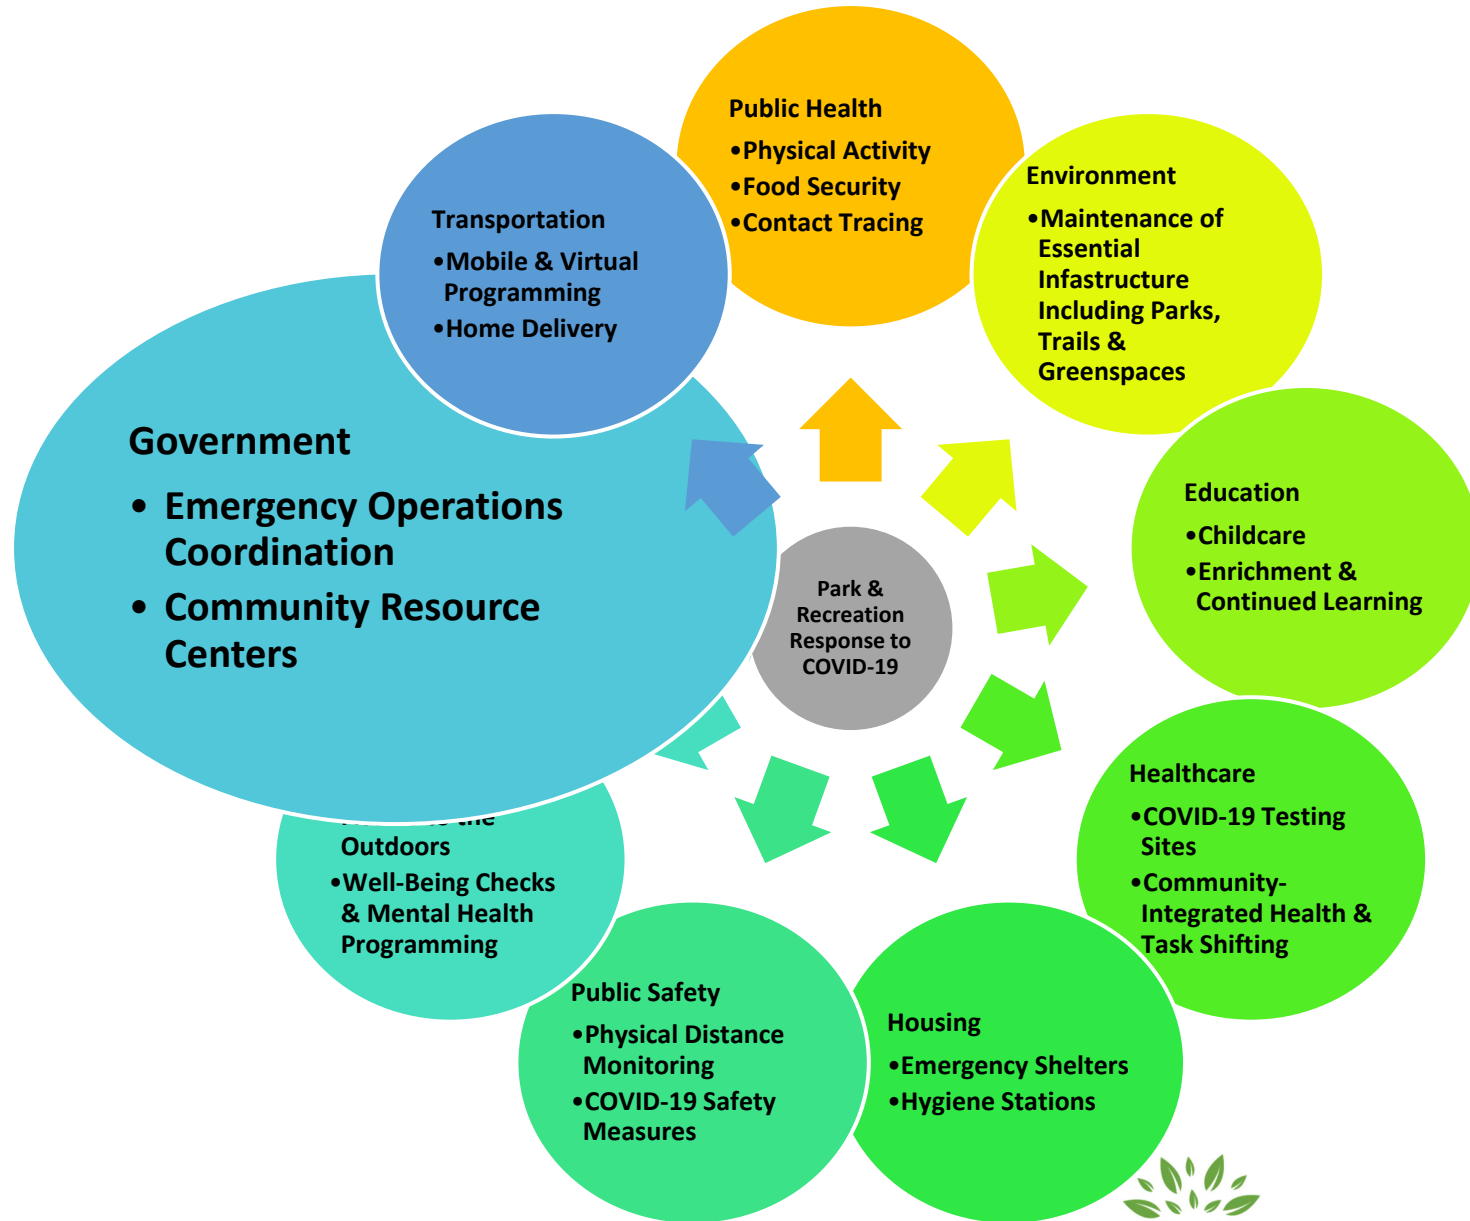 Public Health
•Physical Activity
•Food Security
•Contact Tracing
Environment
•Maintenance of
Essential
Infastructure
Including Parks,
Trails &
Greenspaces
Education
•Childcare
•Enrichment &
Continued Learning
Healthcare
•COVID-19 Testing
Sites
•Community-
Integrated Health &
Task Shifting
Housing
•Emergency Shelters
•Hygiene Stations
Public Safety
•Physical Distance
Monitoring
•COVID-19 Safety
Measures
the
Outdoors
•Well-Being Checks
& Mental Health
Programming
Government
• Emergency Operations
Coordination
• Community Resource
Centers
Transportation
•Mobile & Virtual
Programming
•Home Delivery
Park &
Recreation
Response to
COVID-19